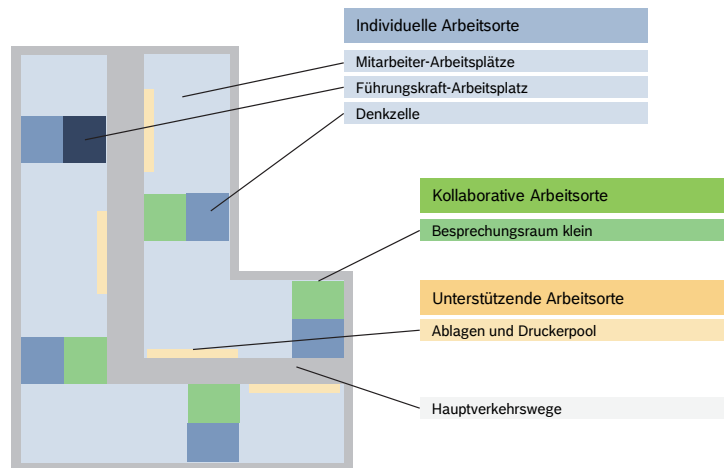 Individuelle Arbeitsorte
Mitarbeiter-Arbeitsplätze
Führungskraft-Arbeitsplatz
Denkzelle
Kollaborative Arbeitsorte
Besprechungsraum klein
Unterstützende Arbeitsorte
Ablagen und Druckerpool
Hauptverkehrswege